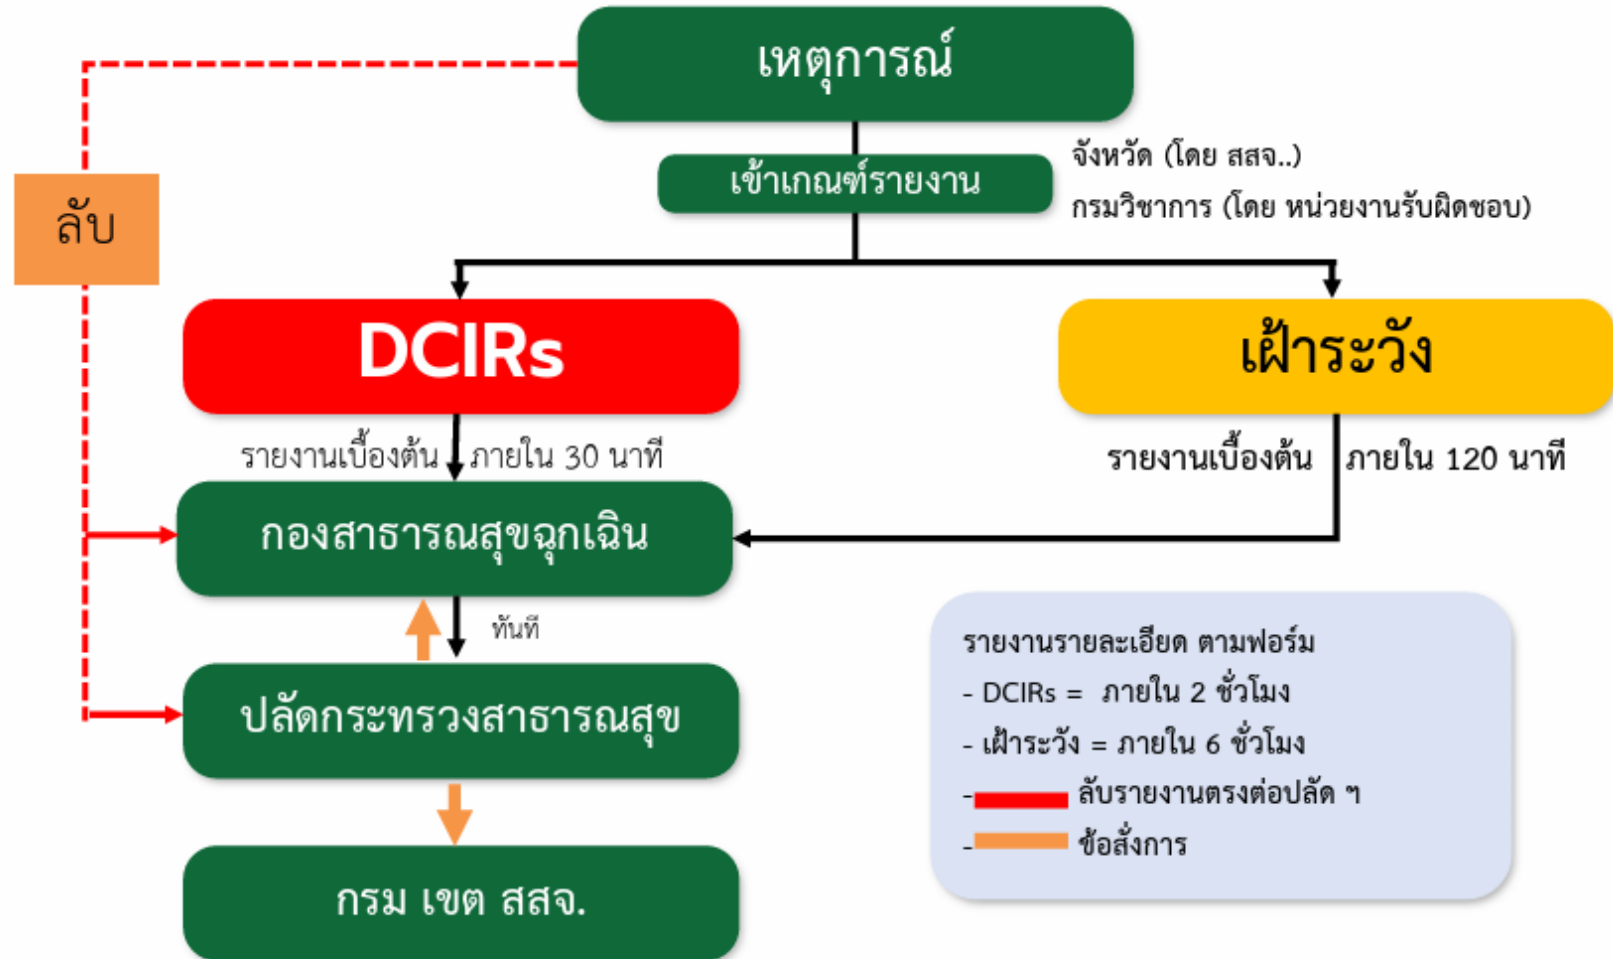 เหตุการณ์
เข้าเกณฑ์รายงาน
จังหวัด (โดย สสจ..)
กรมวิชาการ (โดย หน่วยงานรับผิดชอบ)
ลับ
DCIRs
เฝ้าระวัง
รายงานเบื้องต้น ภายใน 30 นาที
รายงานเบื้องต้น ภายใน 120 นาที
กองสาธารณสุขฉุกเฉิน
ทันที
ปลัดกระทรวงสาธารณสุข
กรม เขต สสจ.
รายงานรายละเอียด ตามฟอร์ม
- DCIRs = ภายใน 2 ชั่วโมง
- เฝ้าระวัง = ภายใน 6 ชั่วโมง
- ลับรายงานตรงต่อปลัด ฯ
- ข้อสั่งการ